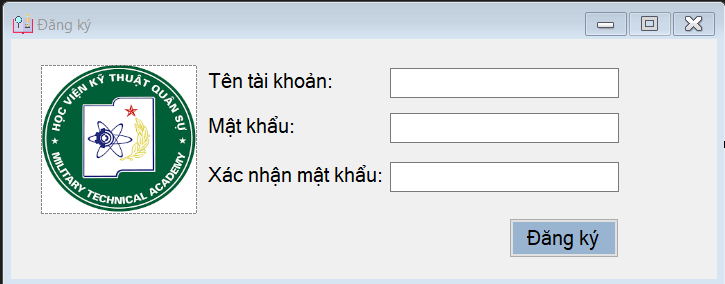 Đăng ký
HỌC VIỆN KỸ THUẬT QUÂN SỰ
MILITARY TECHNICAL ACADEMY
Tên tài khoản:
Mật khẩu:
Xác nhận mật khẩu:
Đăng ký